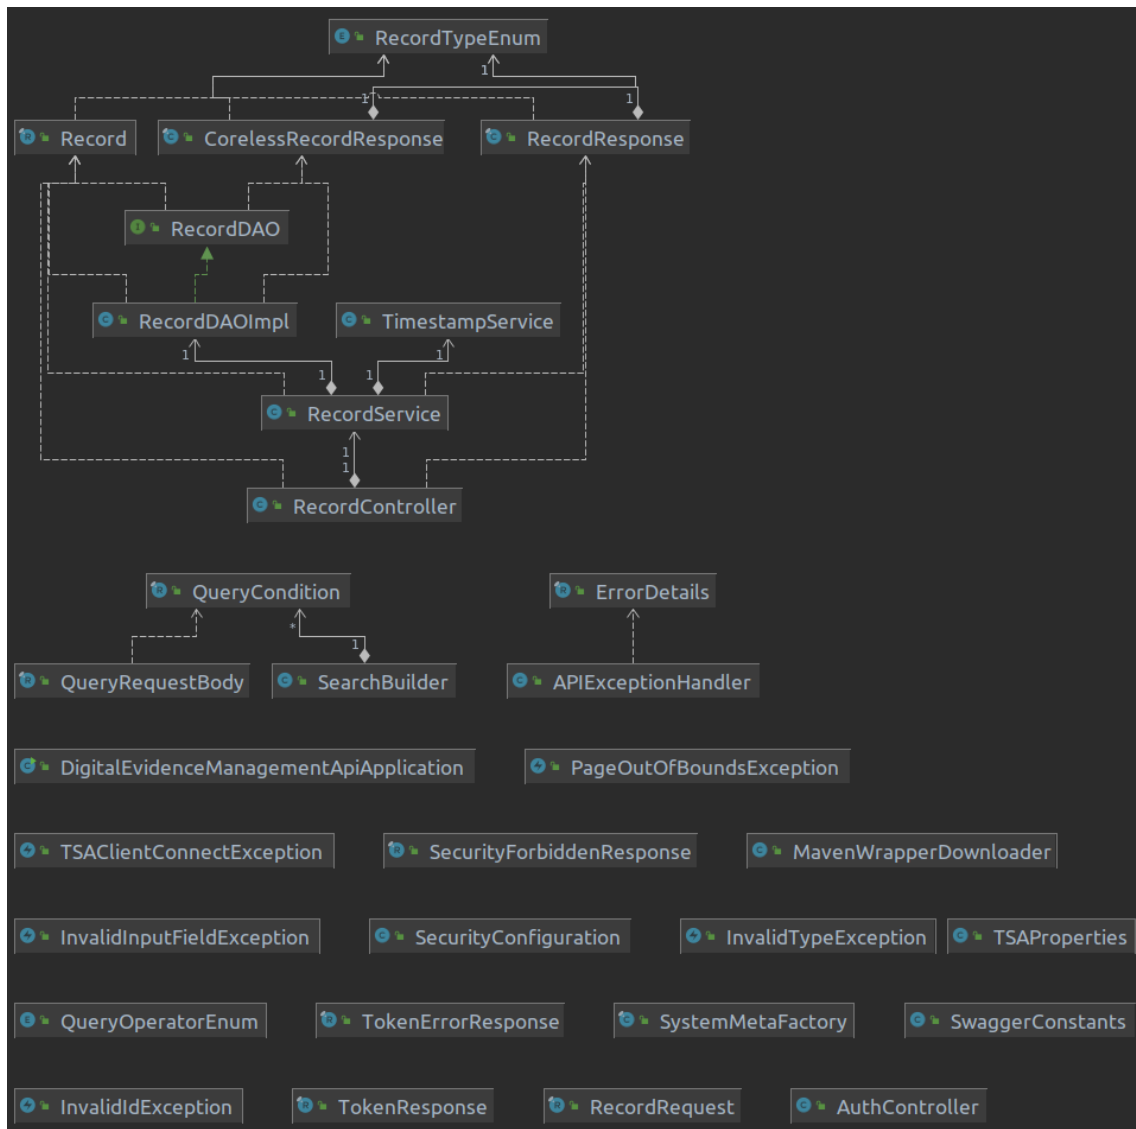 RecordTypeEnum
1
1
1
Record
CorelessRecordResponse
RecordResponse
RecordDAO
RecordDAOImpl
TimestampService
1
1
1
1
RecordService
1
1
RecordController
QueryCondition
ErrorDetails
*
1
QueryRequestBody
SearchBuilder
APIExceptionHandler
DigitalEvidenceManagementApiApplication
PageOutOfBoundsException
TSAClientConnectException
SecurityForbiddenResponse
MavenWrapperDownloader
InvalidInputFieldException
SecurityConfiguration
InvalidTypeException
TSAProperties
QueryOperatorEnum
TokenErrorResponse
SystemMetaFactory
SwaggerConstants
InvalidIdException
TokenResponse
RecordRequest
AuthController